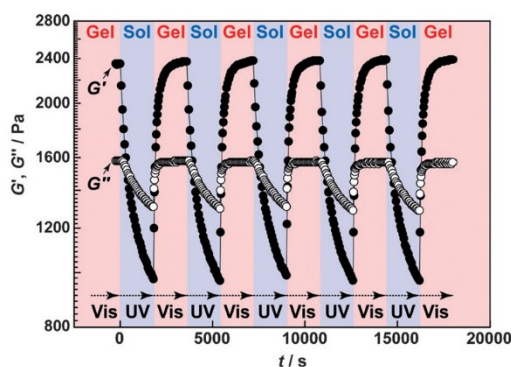 Gel Sol Gel Sol Gel Sol Gel Sol Gel Sol Gel
2800
2400
G'
2000
G', G'' / Pa
1600
G''
1200
800
Vis UV Vis UV Vis UV Vis UV Vis UV Vis
0 5000 10000 15000 20000
t / s